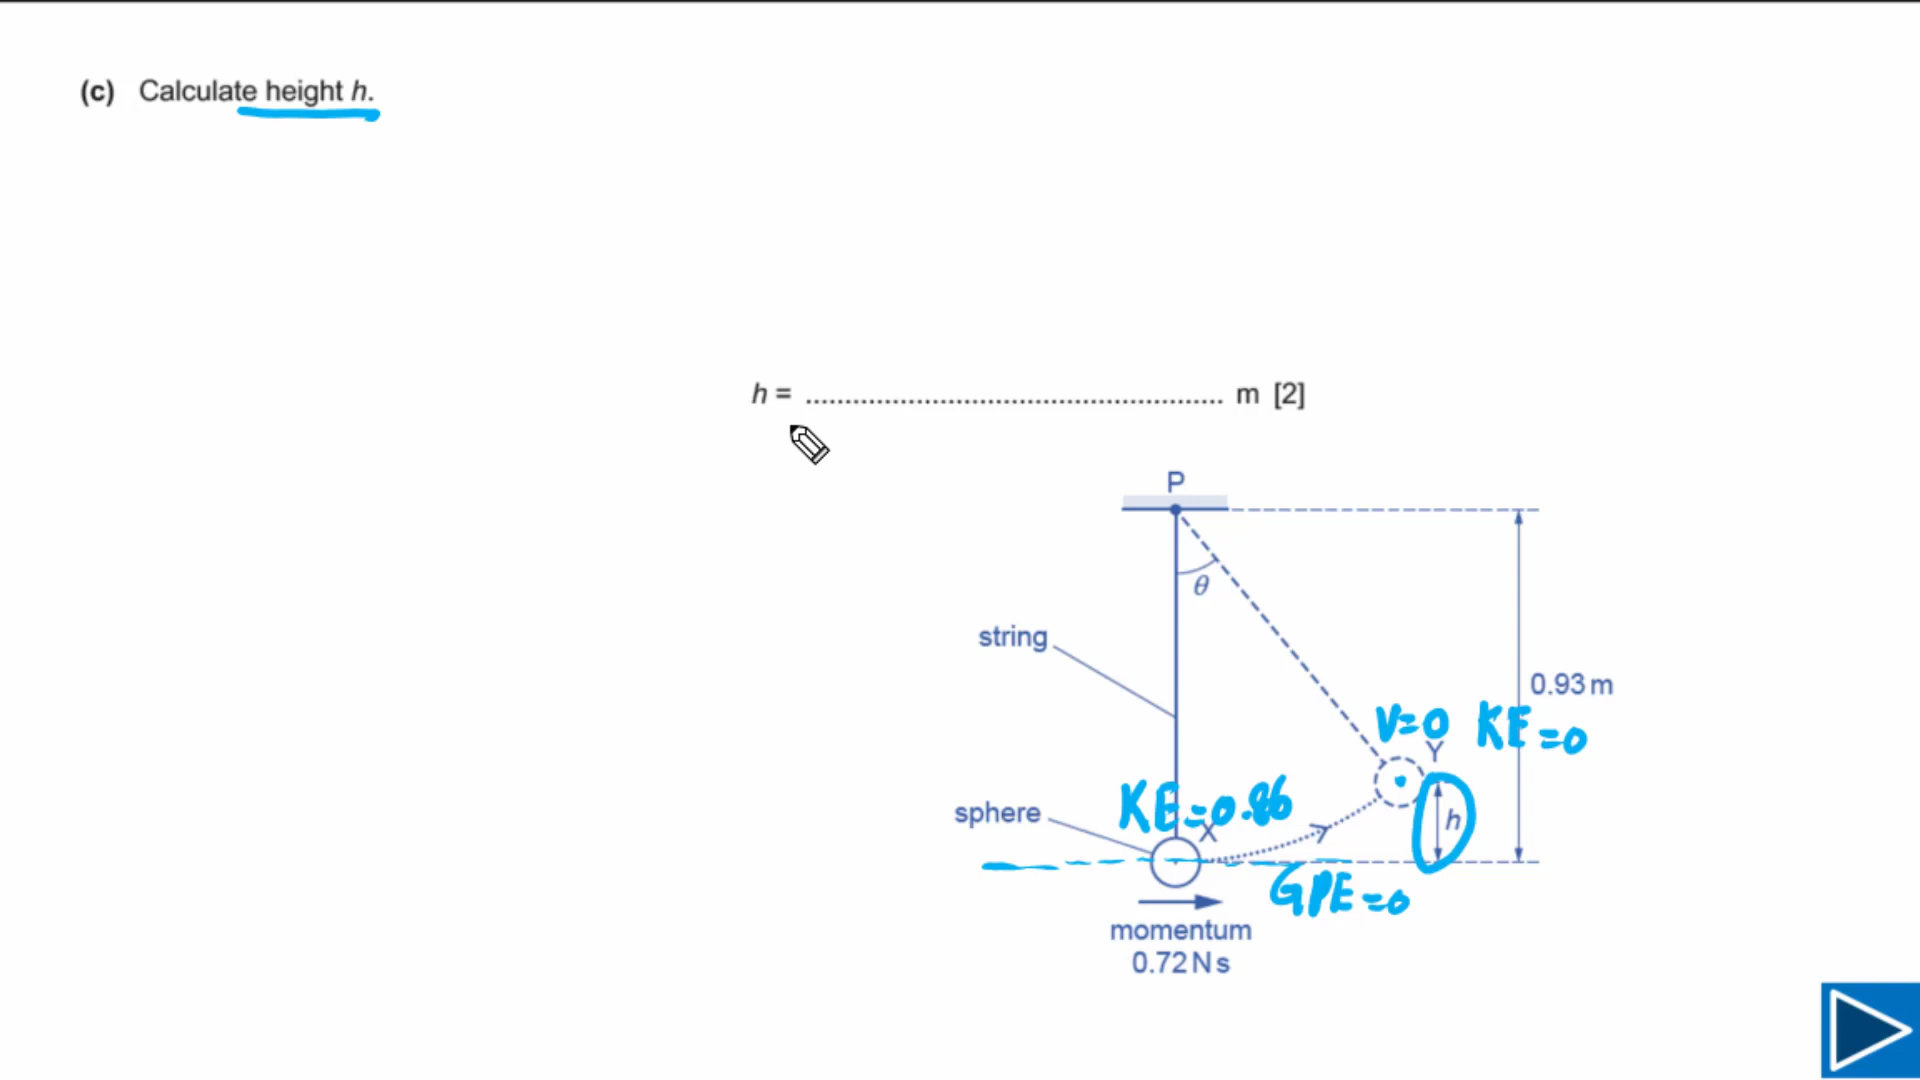 (c) Calculate height h.
h = ...................................................... m [2]
P
θ
string
0.93 m
V=0 KE=0
Y
KE=0.86
sphere
X
h
GPE=0
momentum
0.72 N s